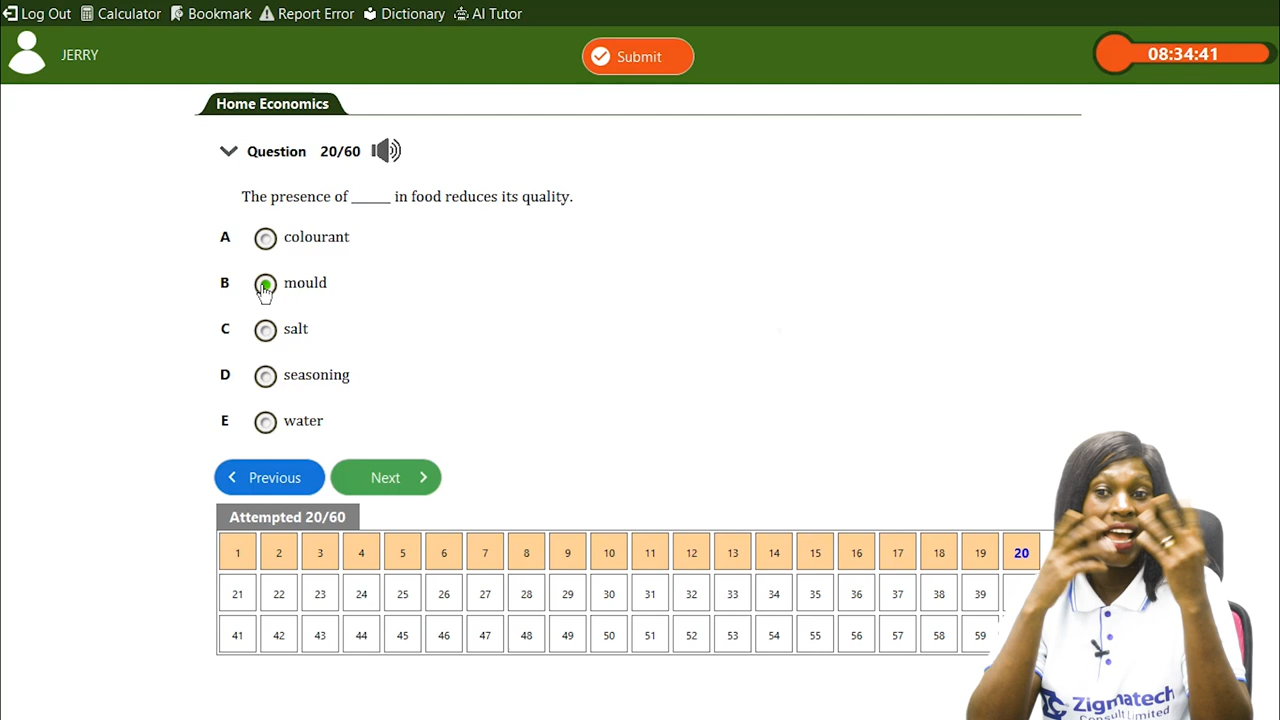 Log Out Calculator Bookmark Report Error Dictionary AI Tutor
JERRY
Submit
08:34:41
Home Economics
Question 20/60
The presence of _____ in food reduces its quality.
A colourant
B mould
C salt
D seasoning
E water
Previous
Next
Attempted 20/60
1 2 3 4 5 6 7 8 9 10 11 12 13 14 15 16 17 18 19 20
21 22 23 24 25 26 27 28 29 30 31 32 33 34 35 36 37 38 39
41 42 43 44 45 46 47 48 49 50 51 52 53 54 55 56 57 58 59
Zigmatech
Consult Limited